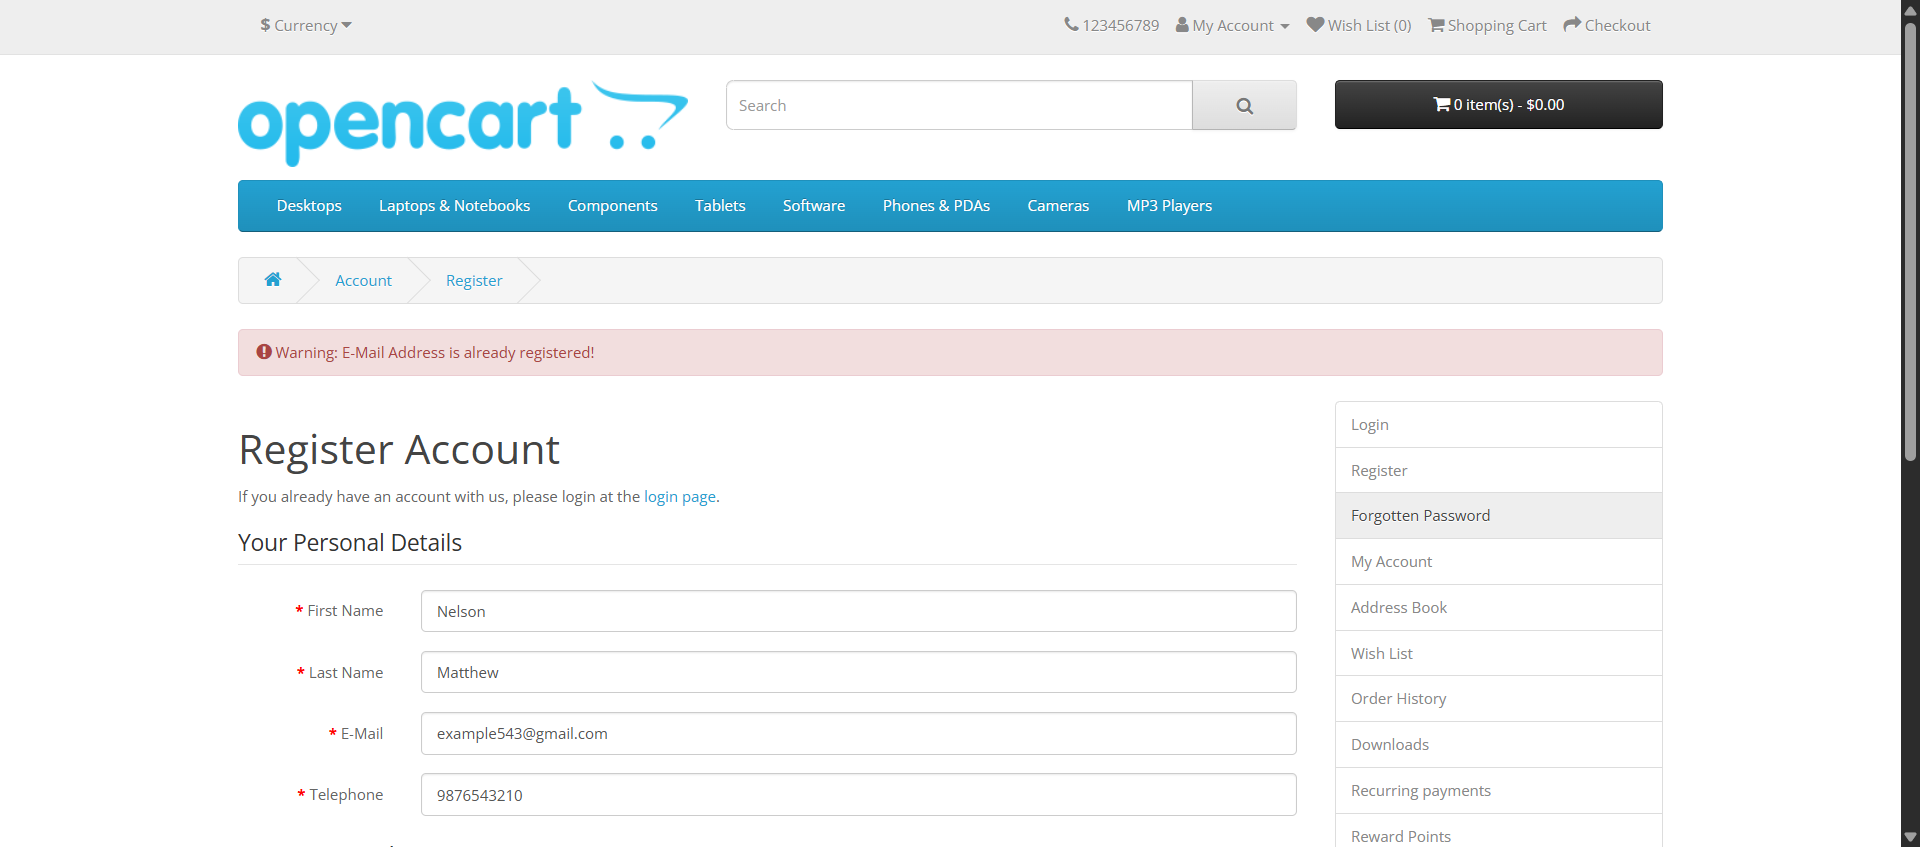 $ Currency
123456789 My Account Wish List (0) Shopping Cart Checkout
opencart
Search
0 item(s) - $0.00
Desktops Laptops & Notebooks Components Tablets Software Phones & PDAs Cameras MP3 Players
Account Register
Warning: E-Mail Address is already registered!
Register Account
If you already have an account with us, please login at the login page.
Your Personal Details
* First Name Nelson
* Last Name Matthew
* E-Mail example543@gmail.com
* Telephone 9876543210
Login
Register
Forgotten Password
My Account
Address Book
Wish List
Order History
Downloads
Recurring payments
Reward Points